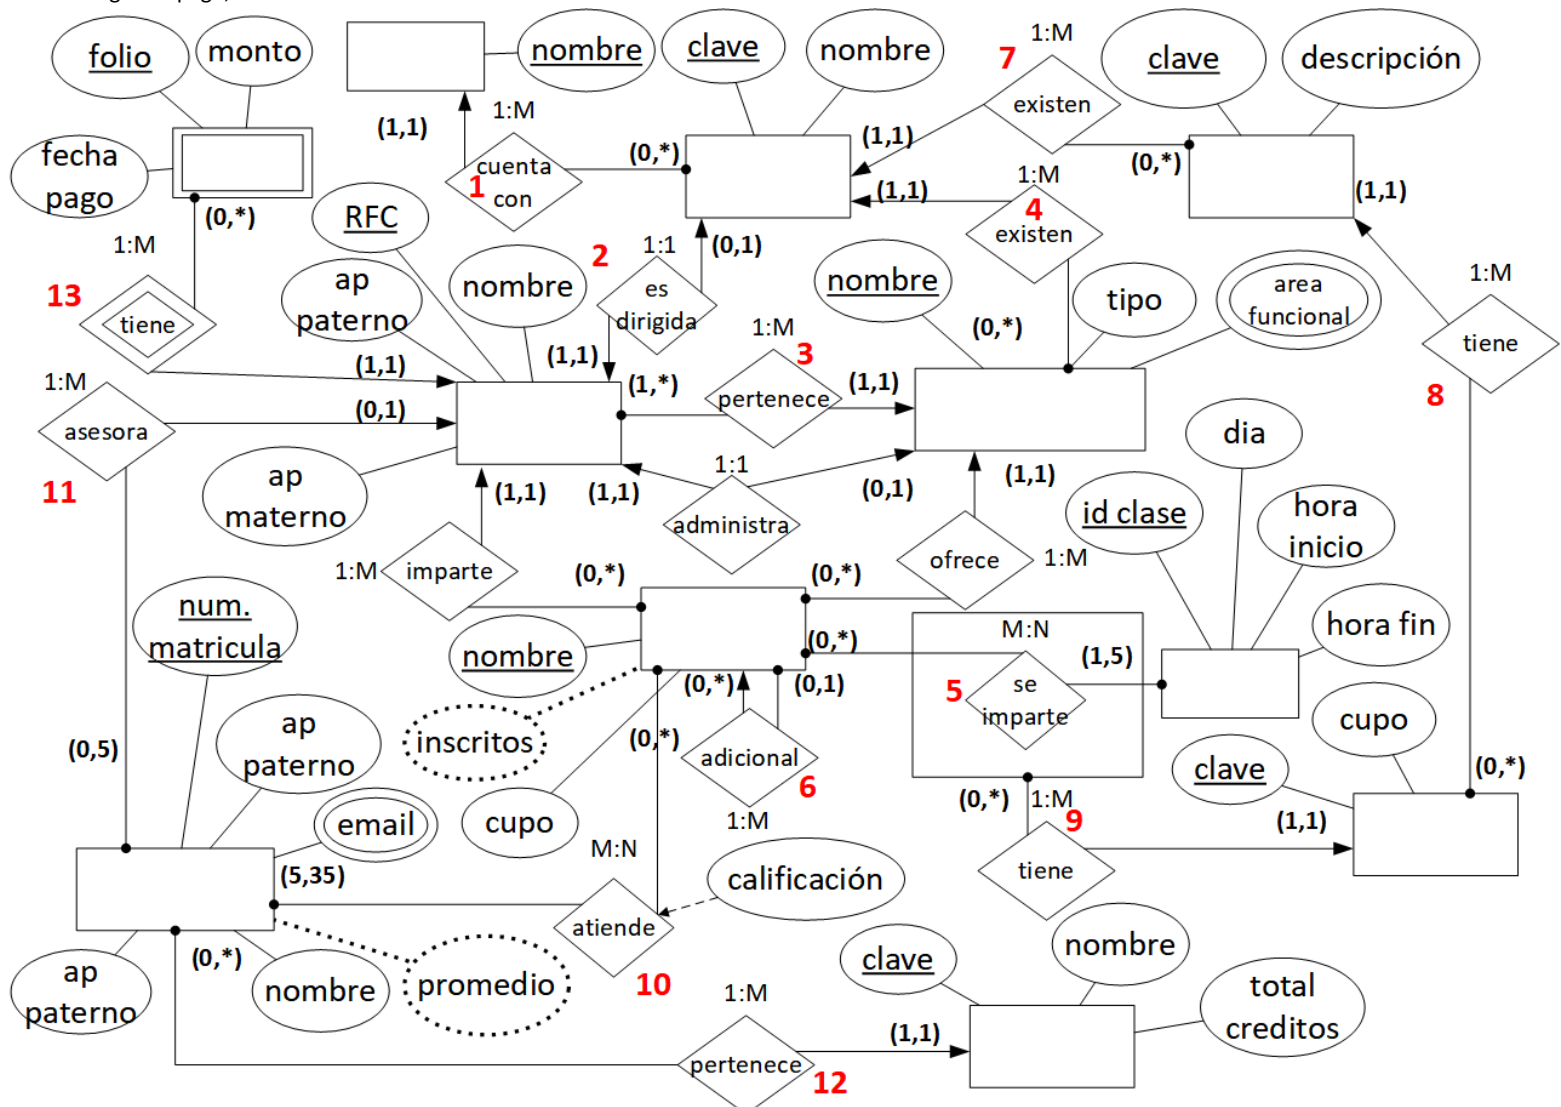 folio
monto
nombre
clave
nombre
1:M
7
clave
descripción
existen
(1,1)
1:M
(0,*)
(1,1)
(0,*)
fecha
pago
cuenta
con
1
(1,1)
1:M
4
existen
(1,1)
(0,*)
RFC
1:M
2
1:1
(0,1)
nombre
tipo
area
funcional
1:M
13
tiene
ap
paterno
nombre
es
dirigida
1:M
3
(0,*)
tiene
8
1:M
(1,1)
(1,1)
(1,*)
pertenece
(1,1)
asesora
(0,1)
11
ap
materno
(1,1)
(1,1)
1:1
administra
(0,1)
(1,1)
dia
id clase
hora
inicio
1:M
imparte
(0,*)
(0,*)
ofrece
1:M
num.
matricula
nombre
(0,*)
M:N
(1,5)
hora fin
(0,*)
(0,1)
5
se
imparte
cupo
inscritos
(0,*)
adicional
6
clave
(0,*)
(0,5)
ap
paterno
email
cupo
1:M
(0,*)
1:M
9
(1,1)
M:N
(5,35)
calificación
tiene
atiende
10
(0,*)
ap
paterno
nombre
promedio
clave
nombre
total
creditos
1:M
pertenece
12
(1,1)